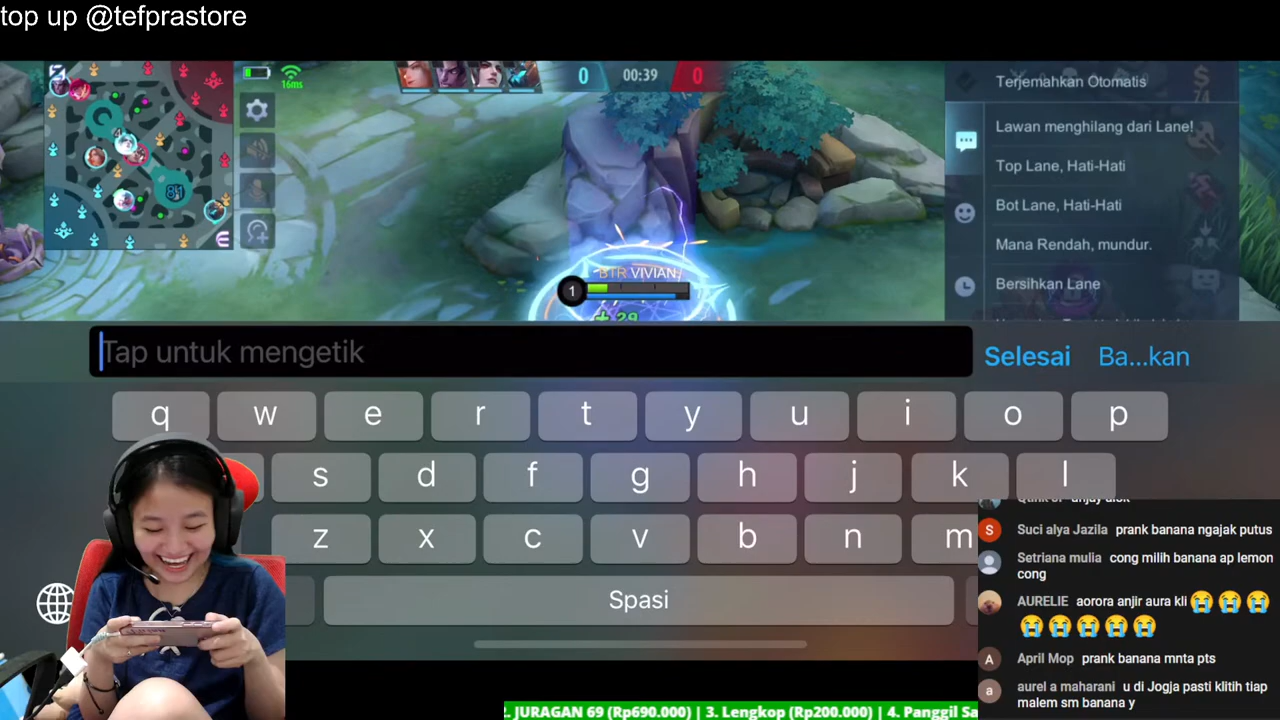 top up @tefprastore
16ms
0
00:39
0
$
74
Terjemahkan Otomatis
Lawan menghilang dari Lane!
Top Lane, Hati-Hati
Bot Lane, Hati-Hati
Mana Rendah, mundur.
Bersihkan Lane
BTR VIVIAN
1
+ 29
Tap untuk mengetik
Selesai
Ba...kan
q w e r t y u i o p
s d f g h j k l
z x c v b n m
Spasi
Suci alya Jazila prank banana ngajak putus
Setriana mulia cong milih banana ap lemon
cong
AURELIE aorora anjir aura kli 😭😭😭
😭😭😭😭😭
April Mop prank banana mnta pts
aurel a maharani u di Jogja pasti klitih tiap
malem sm banana y
2. JURAGAN 69 (Rp690.000) | 3. Lengkop (Rp200.000) | 4. Panggil Sa